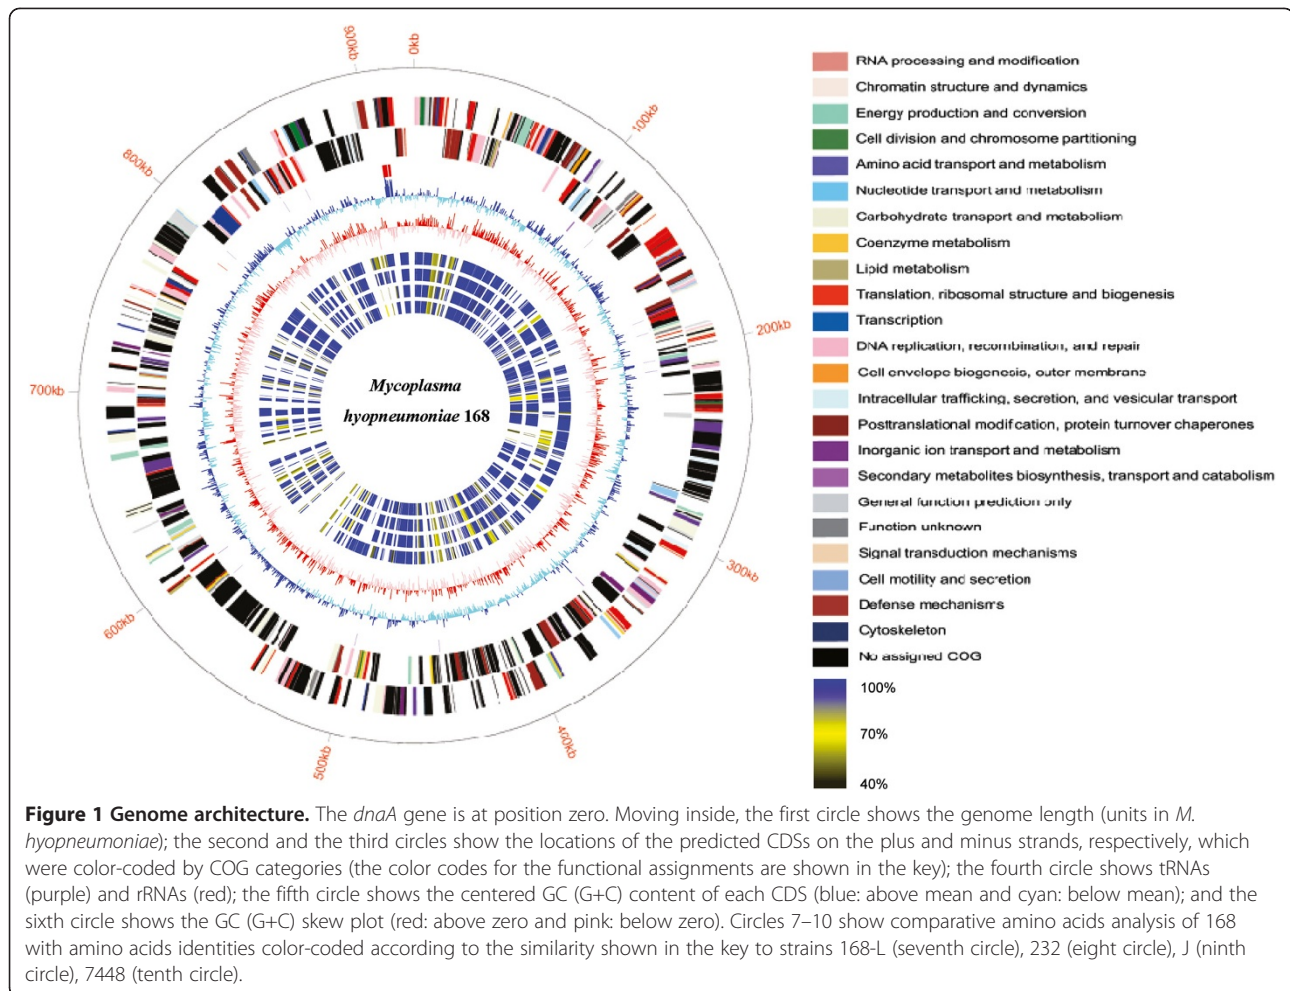 900kb
0kb
100kb
800kb
200kb
700kb
300kb
600kb
400kb
500kb
Mycoplasma
hyopneumoniae 168
RNA processing and modification
Chromatin structure and dynamics
Energy production and conversion
Cell division and chromosome partitioning
Amino acid transport and metabolism
Nucleotide transport and metabolism
Carbohydrate transport and metabolism
Coenzyme metabolism
Lipid metabolism
Translation, ribosomal structure and biogenesis
Transcription
DNA replication, recombination, and repair
Cell envelope biogenesis, outer membrane
Intracellular trafficking, secretion, and vesicular transport
Posttranslational modification, protein turnover chaperones
Inorganic ion transport and metabolism
Secondary metabolites biosynthesis, transport and catabolism
General function prediction only
Function unknown
Signal transduction mechanisms
Cell motility and secretion
Defense mechanisms
Cytoskeleton
No assigned COG
100%
70%
40%
Figure 1 Genome architecture. The dnaA gene is at position zero. Moving inside, the first circle shows the genome length (units in M.
hyopneumoniae); the second and the third circles show the locations of the predicted CDSs on the plus and minus strands, respectively, which
were color-coded by COG categories (the color codes for the functional assignments are shown in the key); the fourth circle shows tRNAs
(purple) and rRNAs (red); the fifth circle shows the centered GC (G+C) content of each CDS (blue: above mean and cyan: below mean); and the
sixth circle shows the GC (G+C) skew plot (red: above zero and pink: below zero). Circles 7–10 show comparative amino acids analysis of 168
with amino acids identities color-coded according to the similarity shown in the key to strains 168-L (seventh circle), 232 (eight circle), J (ninth
circle), 7448 (tenth circle).